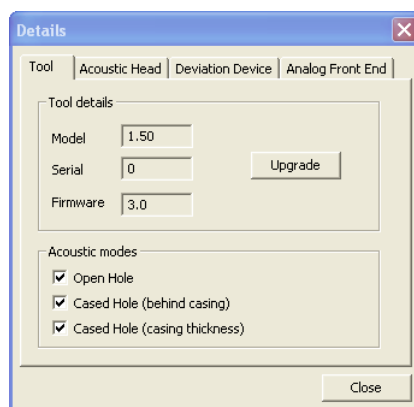 Details
Tool Acoustic Head Deviation Device Analog Front End
Tool details
Model 1.50
Serial 0 Upgrade
Firmware 3.0
Acoustic modes
Open Hole
Cased Hole (behind casing)
Cased Hole (casing thickness)
Close